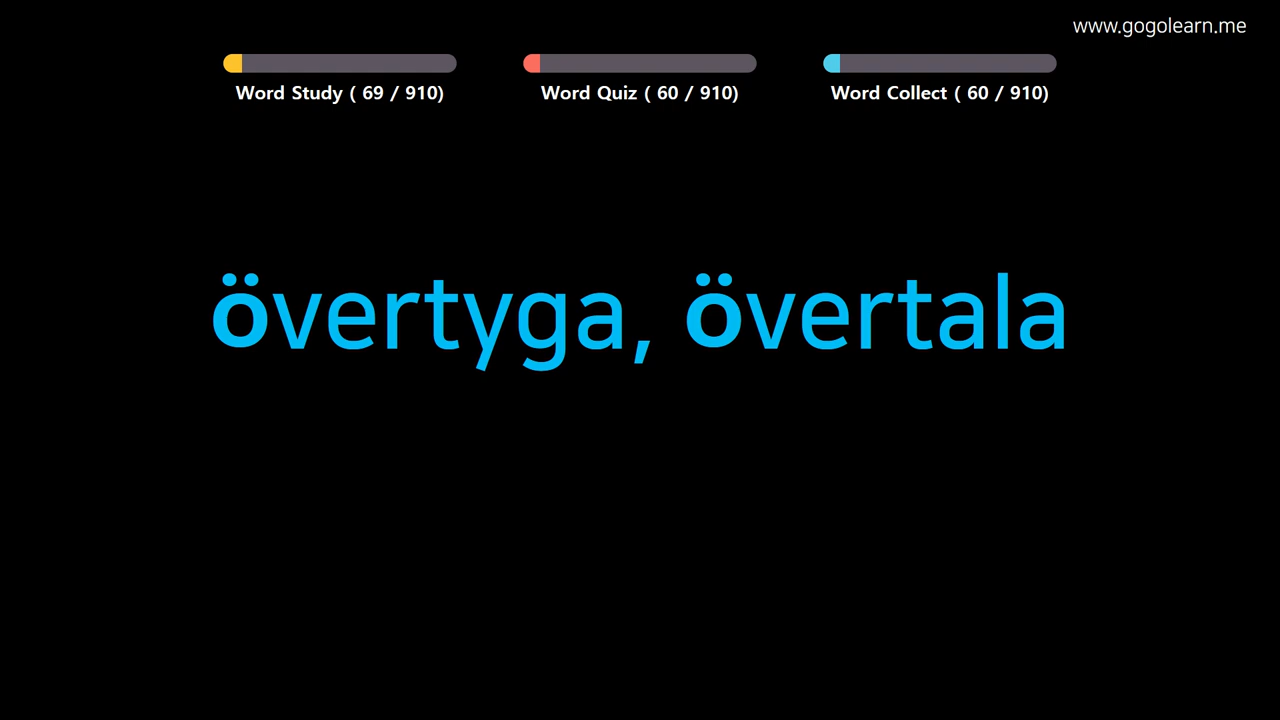 www.gogolearn.me
Word Study ( 69 / 910)
Word Quiz ( 60 / 910)
Word Collect ( 60 / 910)
övertyga, övertala